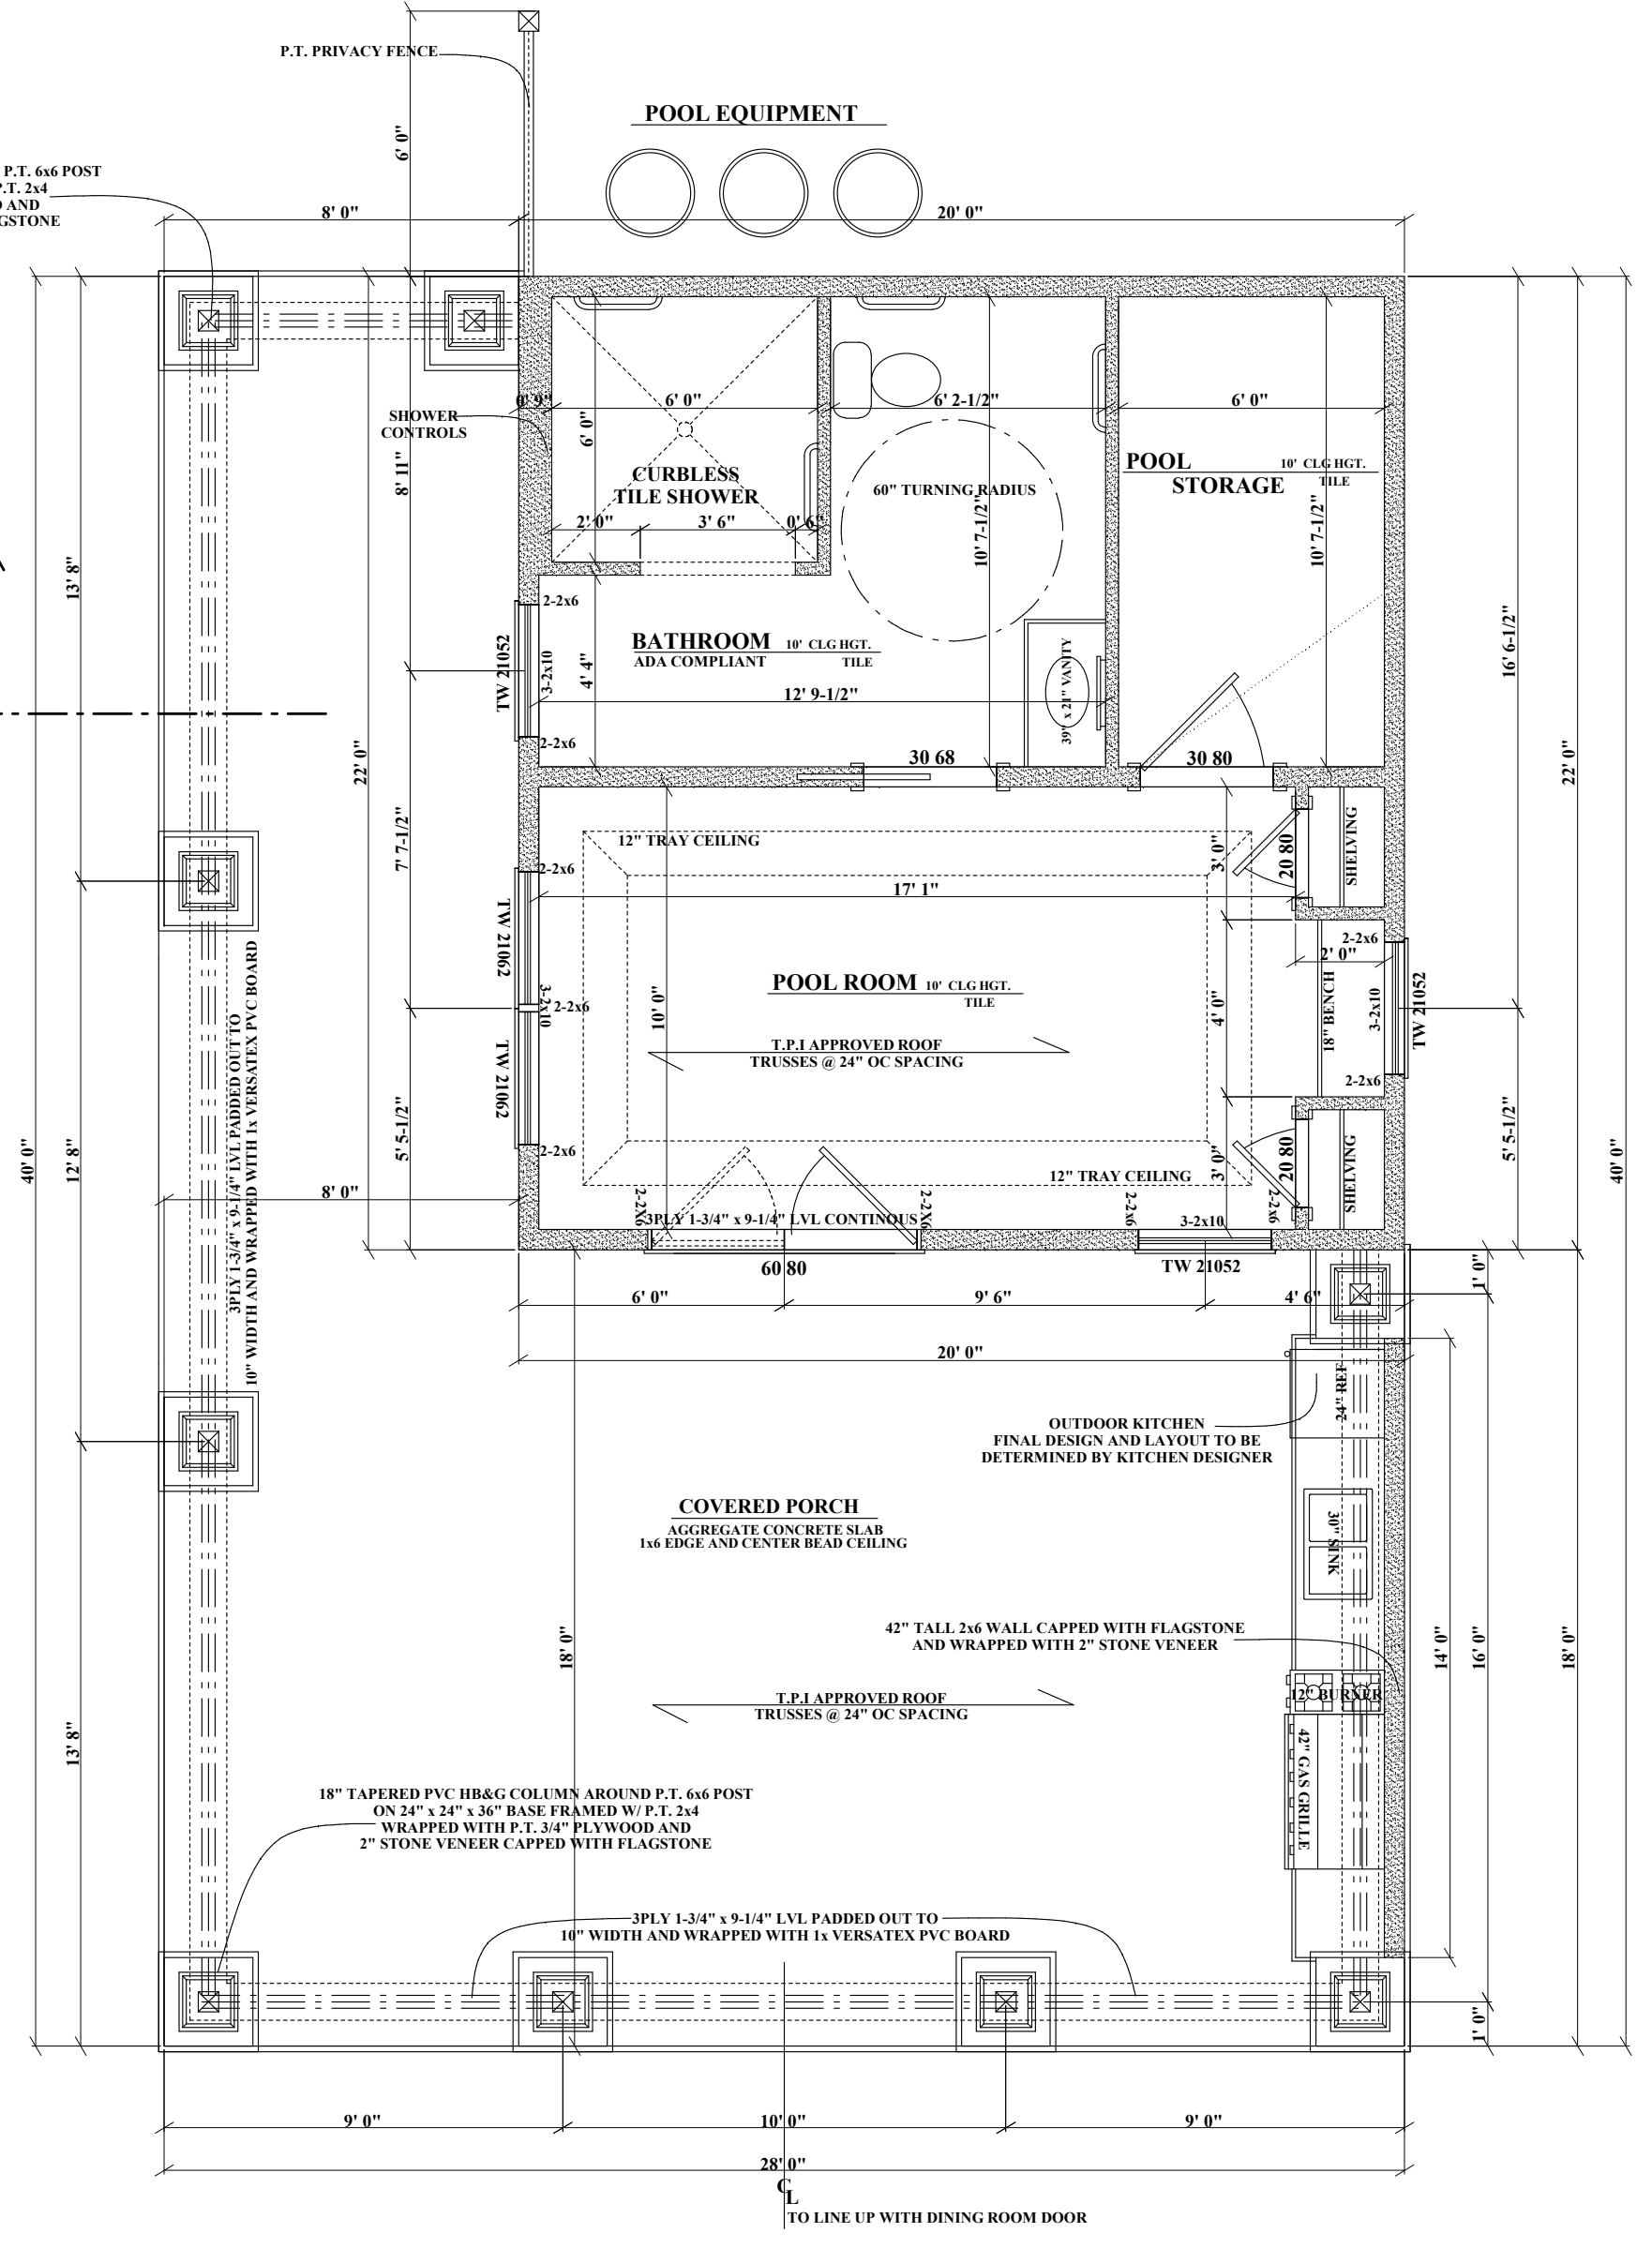 P.T. PRIVACY FENCE
6' 0"
POOL EQUIPMENT
P.T. 6x6 POST
P.T. 2x4
AND
GSTONE
8' 0"
20' 0"
SHOWER
CONTROLS
0' 9"
6' 0"
6' 0"
6' 2-1/2"
6' 0"
8' 11"
CURBLESS
TILE SHOWER
60" TURNING RADIUS
POOL
STORAGE
10' CLG HGT.
TILE
2' 0"
3' 6"
0' 6"
10' 7-1/2"
10' 7-1/2"
13' 8"
2-2x6
TW 21052
3-2x10
4' 4"
BATHROOM 10' CLG HGT.
ADA COMPLIANT TILE
12' 9-1/2"
39" x 21" VANITY
16' 6-1/2"
2-2x6
22' 0"
30 68
30 80
22' 0"
7' 7-1/2"
12" TRAY CEILING
2-2x6
17' 1"
3' 0"
20 80
SHELVING
TW 21062
3-2x10
2-2x6
10' 0"
POOL ROOM 10' CLG HGT.
TILE
T.P.I APPROVED ROOF
TRUSSES @ 24" OC SPACING
4' 0"
18" BENCH
2-2x6
2' 0"
3-2x10
2-2x6
TW 21052
3PLY 1-3/4" x 9-1/4" LVL PADDED OUT TO
10" WIDTH AND WRAPPED WITH 1x VERSATEX PVC BOARD
TW 21062
2-2x6
40' 0"
12' 8"
5' 5-1/2"
5' 5-1/2"
40' 0"
8' 0"
12" TRAY CEILING
3' 0"
20 80
SHELVING
2-2X6
3PLY 1-3/4" x 9-1/4" LVL CONTINOUS
2-2X6
2-2x6
3-2x10
2-2x6
60 80
TW 21052
6' 0"
9' 6"
4' 6"
1' 0"
20' 0"
24" REF
OUTDOOR KITCHEN
FINAL DESIGN AND LAYOUT TO BE
DETERMINED BY KITCHEN DESIGNER
COVERED PORCH
AGGREGATE CONCRETE SLAB
1x6 EDGE AND CENTER BEAD CEILING
30" SINK
18' 0"
42" TALL 2x6 WALL CAPPED WITH FLAGSTONE
AND WRAPPED WITH 2" STONE VENEER
14' 0"
16' 0"
18' 0"
T.P.I APPROVED ROOF
TRUSSES @ 24" OC SPACING
12" BURNER
42" GAS GRILLE
13' 8"
18" TAPERED PVC HB&G COLUMN AROUND P.T. 6x6 POST
ON 24" x 24" x 36" BASE FRAMED W/ P.T. 2x4
WRAPPED WITH P.T. 3/4" PLYWOOD AND
2" STONE VENEER CAPPED WITH FLAGSTONE
3PLY 1-3/4" x 9-1/4" LVL PADDED OUT TO
10" WIDTH AND WRAPPED WITH 1x VERSATEX PVC BOARD
1' 0"
9' 0"
10' 0"
9' 0"
28' 0"
CL
TO LINE UP WITH DINING ROOM DOOR